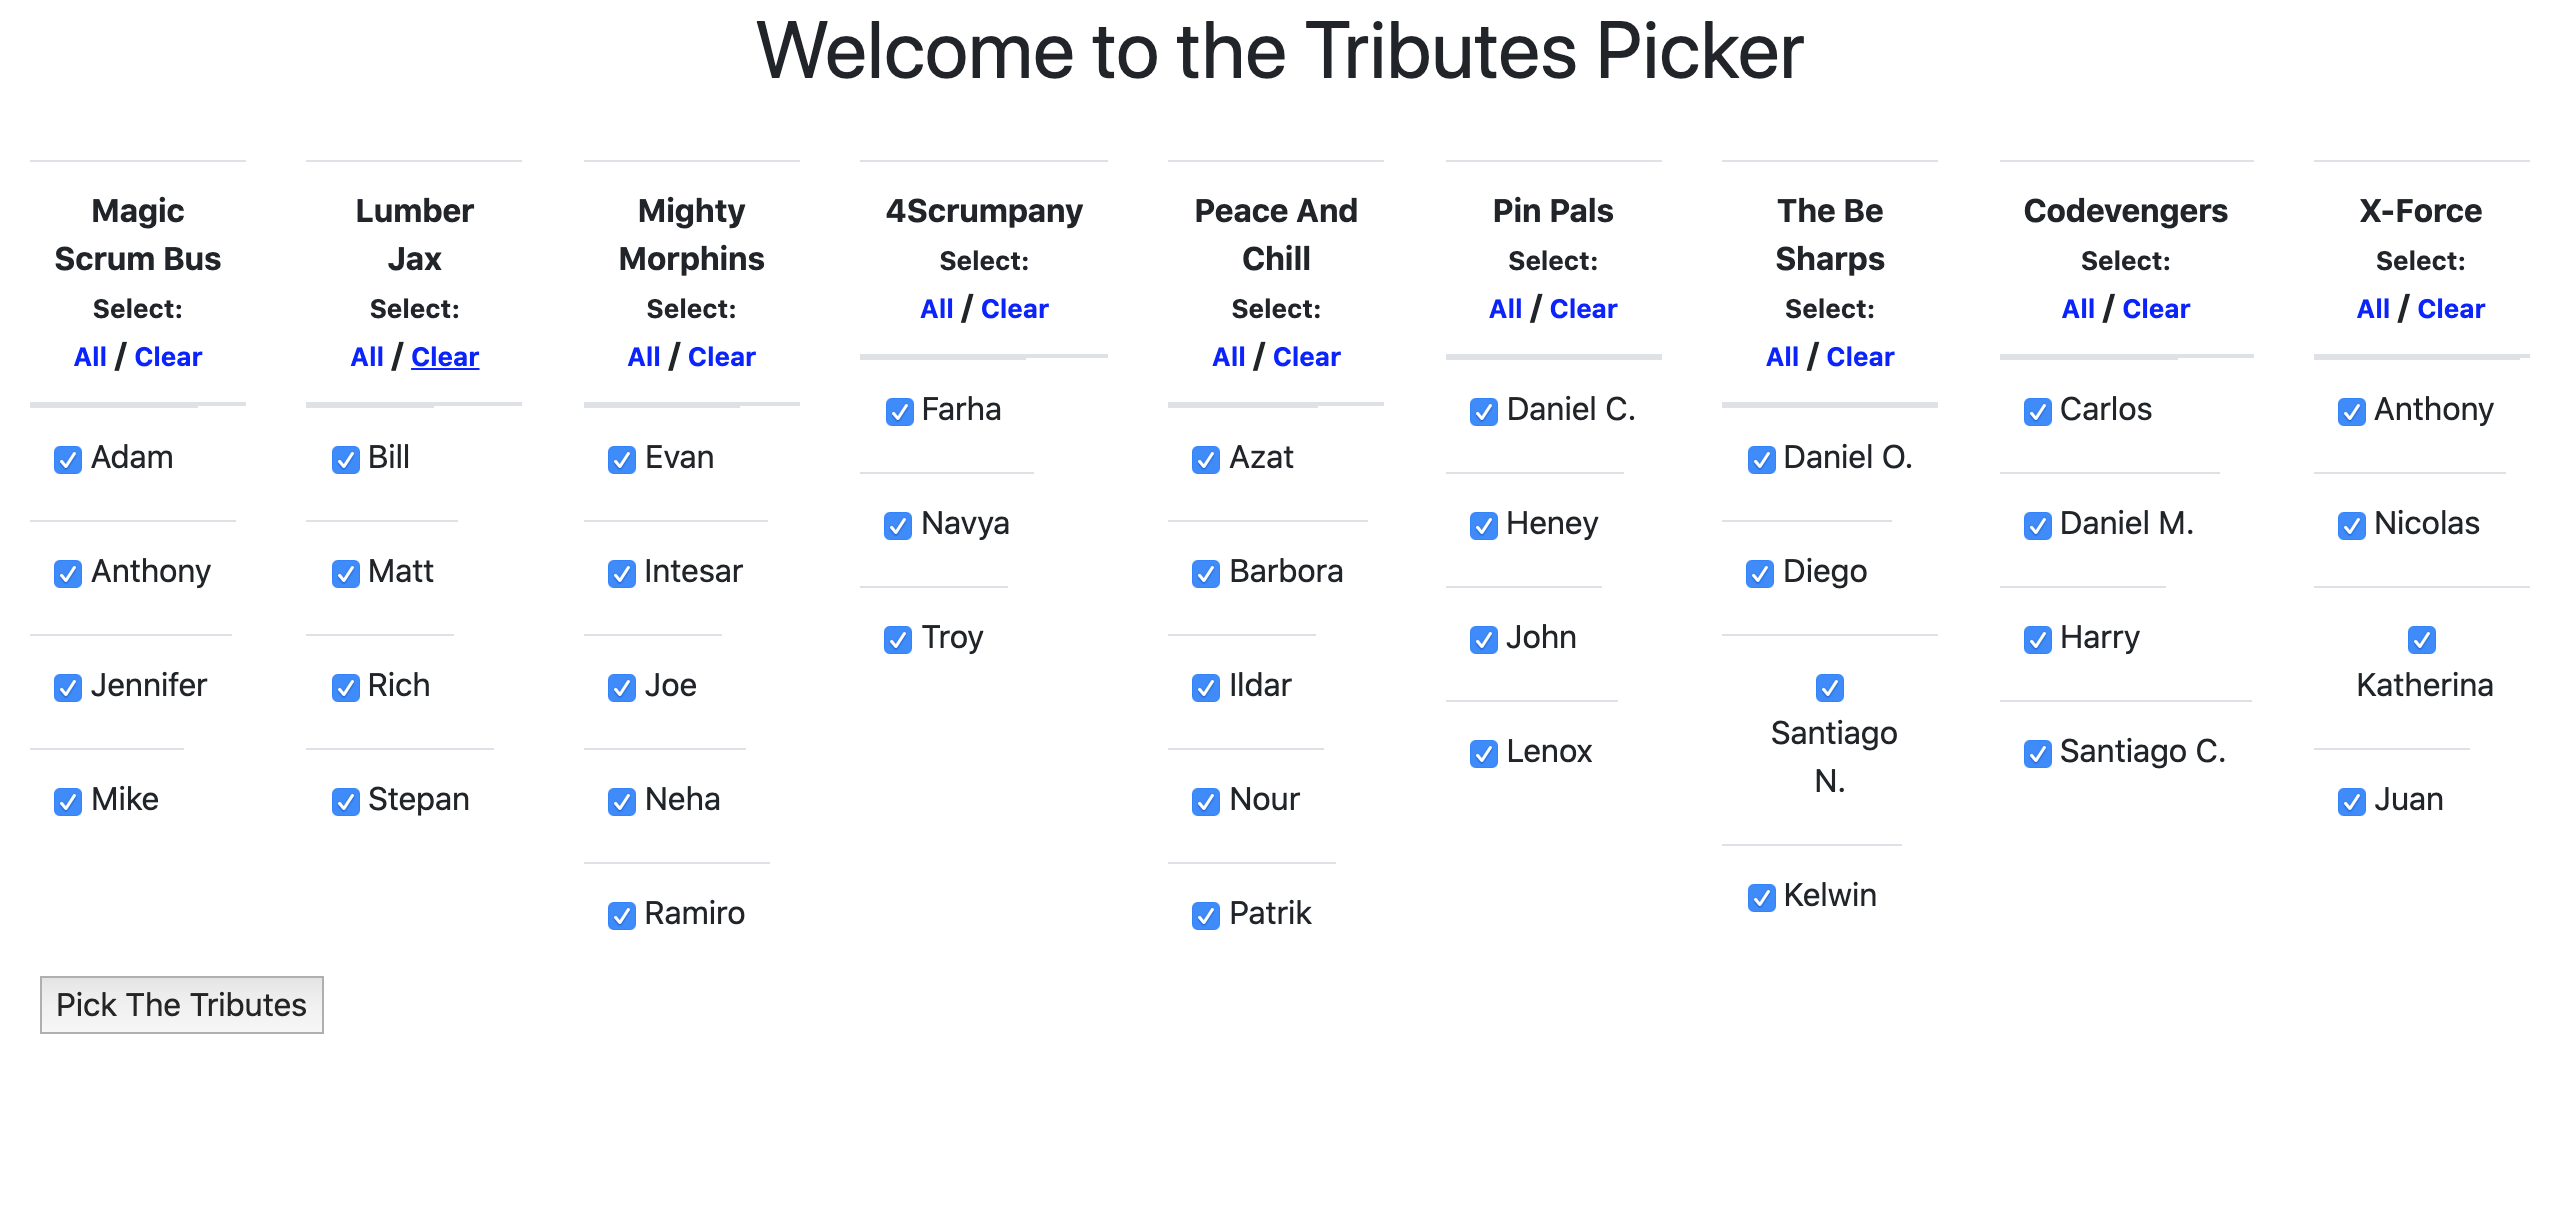 Welcome to the Tributes Picker
Magic
Scrum Bus
Select:
All / Clear
Adam
Anthony
Jennifer
Mike
Lumber
Jax
Select:
All / Clear
Bill
Matt
Rich
Stepan
Mighty
Morphins
Select:
All / Clear
Evan
Intesar
Joe
Neha
Ramiro
4Scrumpany
Select:
All / Clear
Farha
Navya
Troy
Peace And
Chill
Select:
All / Clear
Azat
Barbora
Ildar
Nour
Patrik
Pin Pals
Select:
All / Clear
Daniel C.
Heney
John
Lenox
The Be
Sharps
Select:
All / Clear
Daniel O.
Diego
Santiago
N.
Kelwin
Codevengers
Select:
All / Clear
Carlos
Daniel M.
Harry
Santiago C.
X-Force
Select:
All / Clear
Anthony
Nicolas
Katherina
Juan
Pick The Tributes